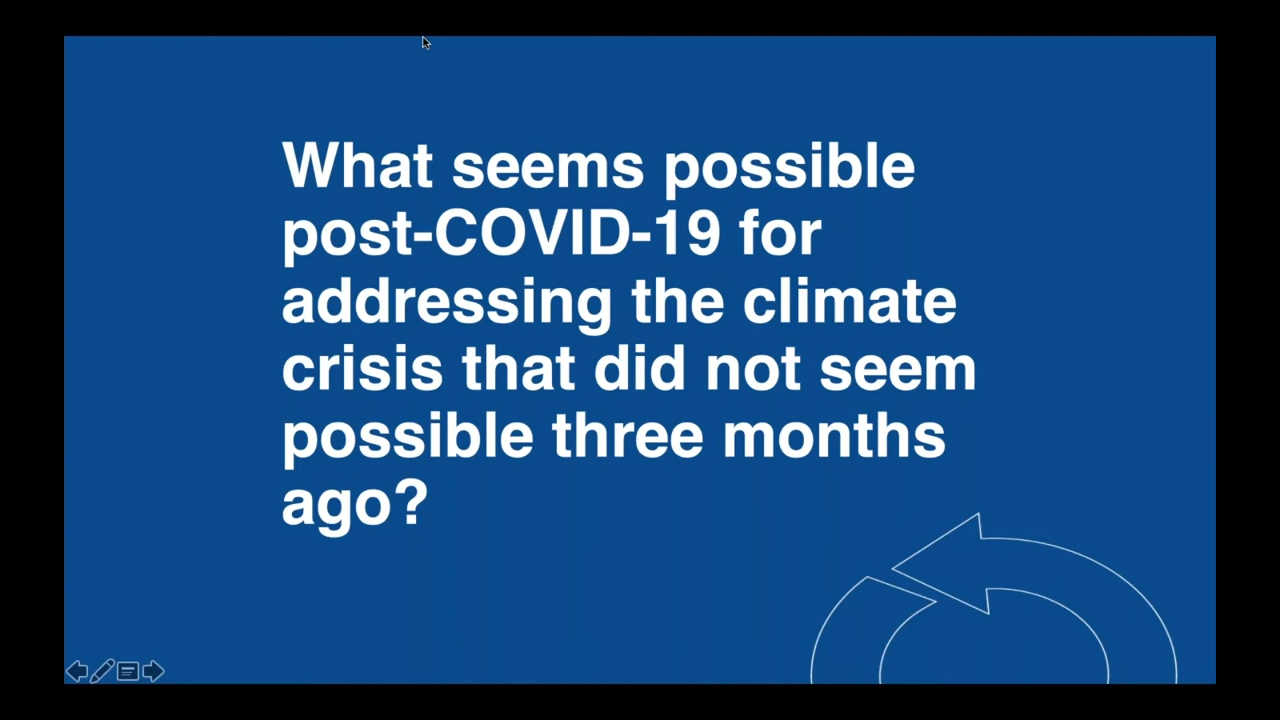 What seems possible
post-COVID-19 for
addressing the climate
crisis that did not seem
possible three months
ago?